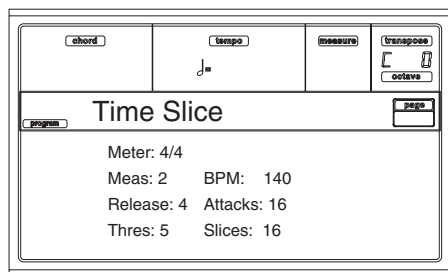 chord tempo measure transpose
♩= C 0
octave
Time Slice page
program
Meter: 4/4
Meas: 2 BPM: 140
Release: 4 Attacks: 16
Thres: 5 Slices: 16